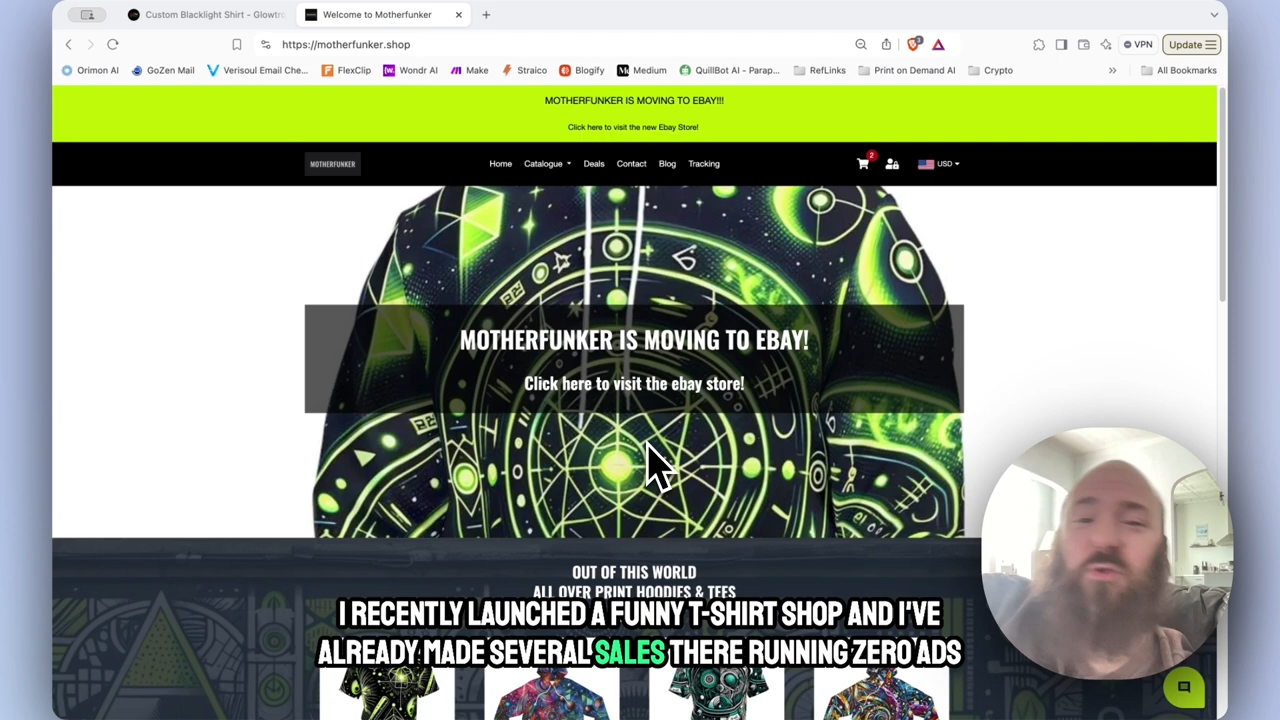 Custom Blacklight Shirt - Glowtro
Welcome to Motherfunker
https://motherfunker.shop
3
VPN
Update
Orimon AI
GoZen Mail
Verisoul Email Che...
FlexClip
Wondr AI
Make
Straico
Blogify
Medium
QuillBot AI - Parap...
RefLinks
Print on Demand AI
Crypto
All Bookmarks
MOTHERFUNKER IS MOVING TO EBAY!!!
Click here to visit the new Ebay Store!
MOTHERFUNKER
Home
Catalogue
Deals
Contact
Blog
Tracking
2
USD
MOTHERFUNKER IS MOVING TO EBAY!
Click here to visit the ebay store!
OUT OF THIS WORLD
ALL OVER PRINT HOODIES & TEES
I RECENTLY LAUNCHED A FUNNY T-SHIRT SHOP AND I'VE
ALREADY MADE SEVERAL SALES THERE RUNNING ZERO ADS